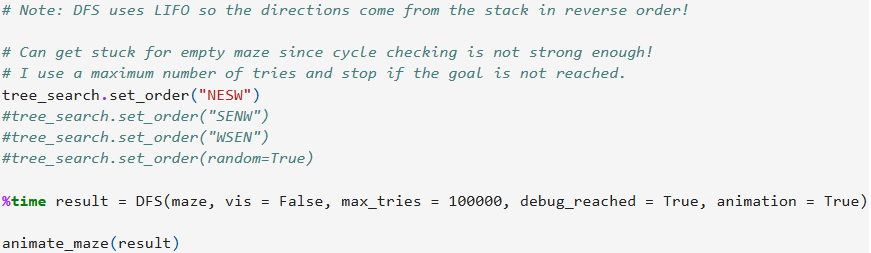 # Note: DFS uses LIFO so the directions come from the stack in reverse order!
# Can get stuck for empty maze since cycle checking is not strong enough!
# I use a maximum number of tries and stop if the goal is not reached.
tree_search.set_order("NESW")
#tree_search.set_order("SENW")
#tree_search.set_order("WSEN")
#tree_search.set_order(random=True)
%time result = DFS(maze, vis = False, max_tries = 100000, debug_reached = True, animation = True)
animate_maze(result)